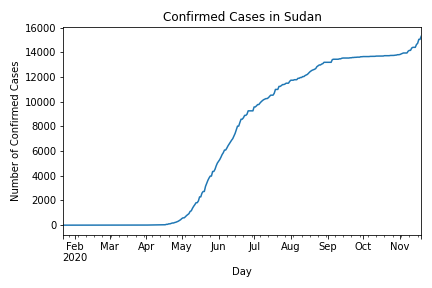 Confirmed Cases in Sudan
Number of Confirmed Cases
16000
14000
12000
10000
8000
6000
4000
2000
0
Feb Mar Apr May Jun Jul Aug Sep Oct Nov
2020
Day